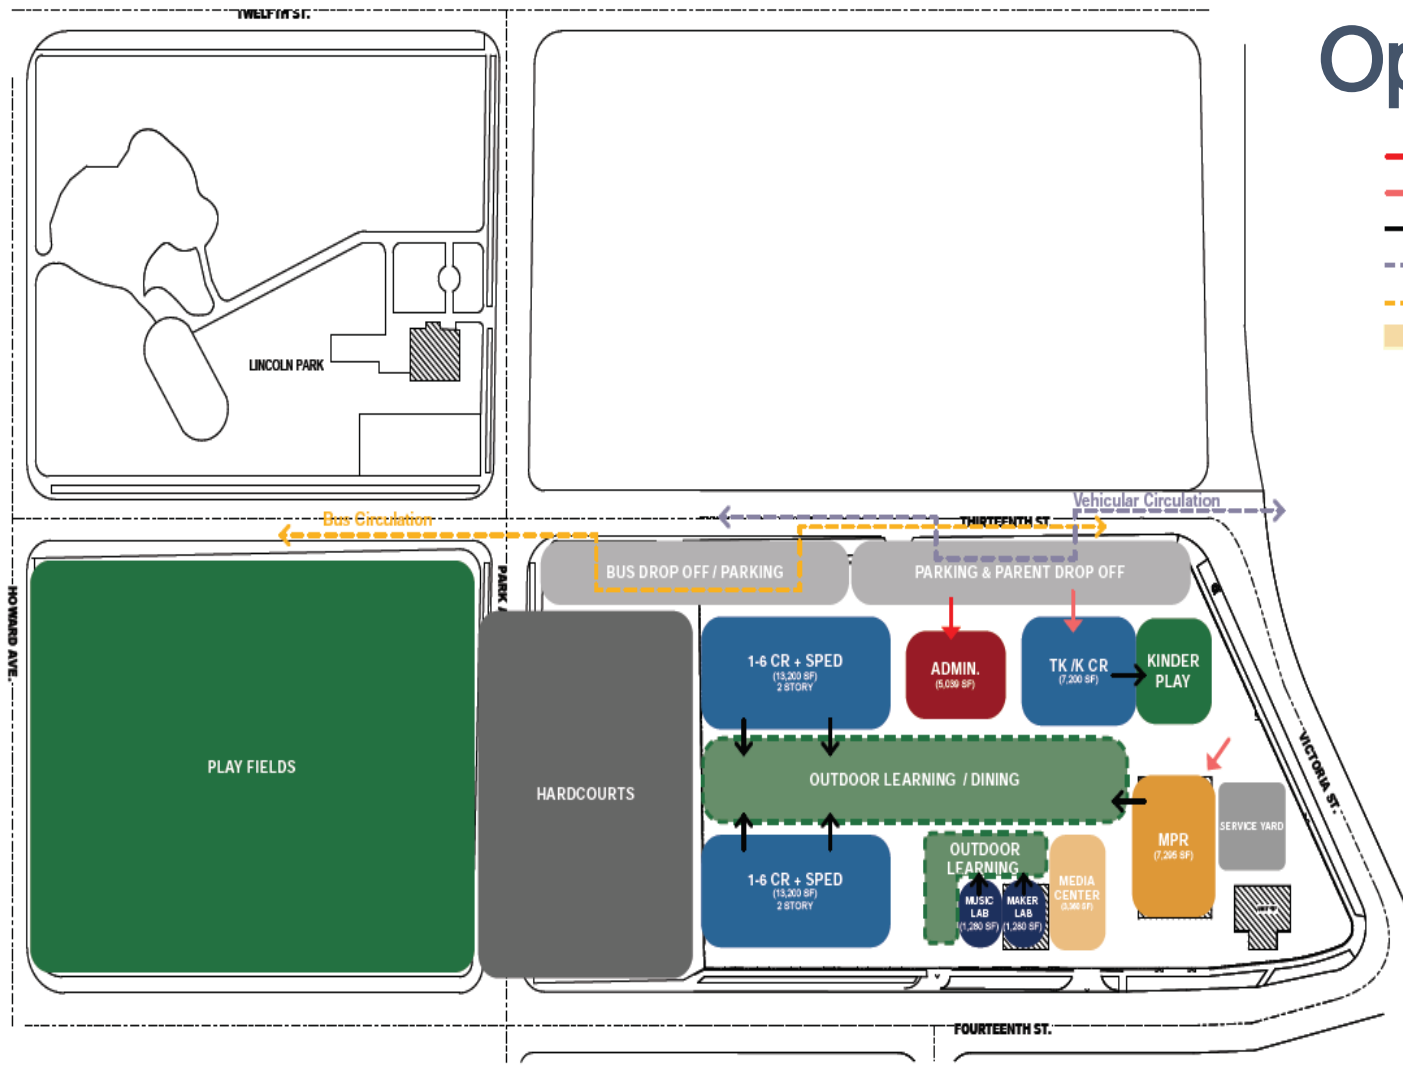 TWELFTH ST.
Op
LINCOLN PARK
Vehicular Circulation
Bus Circulation
THIRTEENTH ST.
BUS DROP OFF / PARKING
PARKING & PARENT DROP OFF
HOWARD AVE.
PARK
1-6 CR + SPED
(13,200 SF)
2 STORY
ADMIN.
(5,039 SF)
TK /K CR
(7,200 SF)
KINDER
PLAY
PLAY FIELDS
HARDCOURTS
OUTDOOR LEARNING / DINING
VICTORIA ST.
SERVICE YARD
MPR
(7,295 SF)
1-6 CR + SPED
(13,200 SF)
2 STORY
OUTDOOR
LEARNING
MEDIA
CENTER
MUSIC
LAB
(1,280 SF)
MAKER
LAB
(1,280 SF)
FOURTEENTH ST.